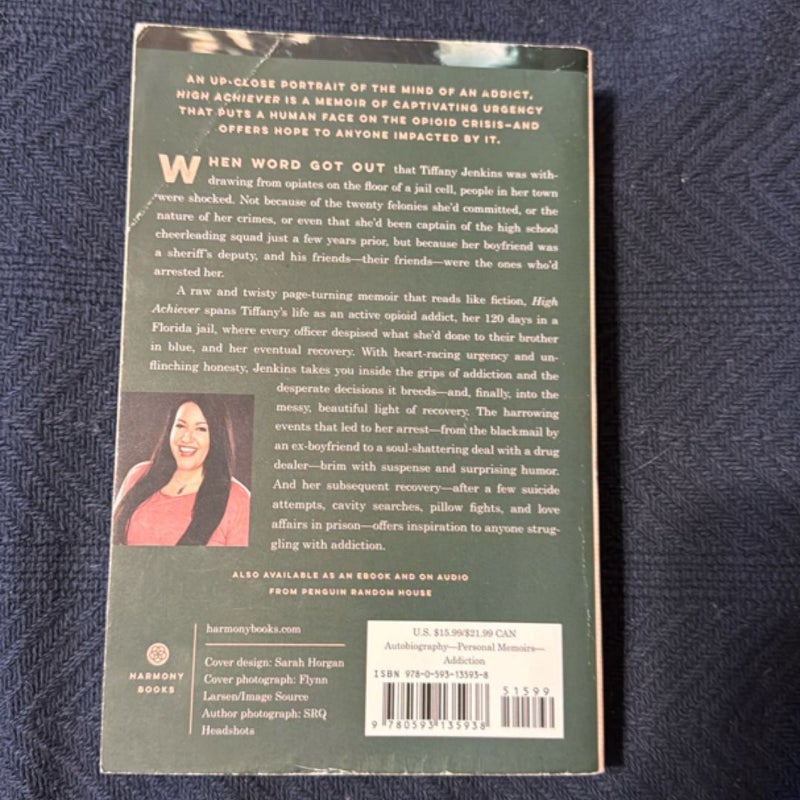 AN UP-CLOSE PORTRAIT OF THE MIND OF AN ADDICT,
HIGH ACHIEVER IS A MEMOIR OF CAPTIVATING URGENCY
THAT PUTS A HUMAN FACE ON THE OPIOID CRISIS—AND
OFFERS HOPE TO ANYONE IMPACTED BY IT.
WHEN WORD GOT OUT that Tiffany Jenkins was with-
drawing from opiates on the floor of a jail cell, people in her town
were shocked. Not because of the twenty felonies she'd committed, or the
nature of her crimes, or even that she'd been captain of the high school
cheerleading squad just a few years prior, but because her boyfriend was
a sheriff's deputy, and his friends—their friends—were the ones who'd
arrested her.
A raw and twisty page-turning memoir that reads like fiction, High
Achiever spans Tiffany's life as an active opioid addict, her 120 days in a
Florida jail, where every officer despised what she'd done to their brother
in blue, and her eventual recovery. With heart-racing urgency and un-
flinching honesty, Jenkins takes you inside the grips of addiction and the
desperate decisions it breeds—and, finally, into the
messy, beautiful light of recovery. The harrowing
events that led to her arrest—from the blackmail by
an ex-boyfriend to a soul-shattering deal with a drug
dealer—brim with suspense and surprising humor.
And her subsequent recovery—after a few suicide
attempts, cavity searches, pillow fights, and love
affairs in prison—offers inspiration to anyone strug-
gling with addiction.
ALSO AVAILABLE AS AN EBOOK AND ON AUDIO
FROM PENGUIN RANDOM HOUSE
HARMONY
BOOKS
harmonybooks.com
Cover design: Sarah Horgan
Cover photograph: Flynn
Larsen/Image Source
Author photograph: SRQ
Headshots
U.S. $15.99/$21.99 CAN
Autobiography—Personal Memoirs—
Addiction
ISBN 978-0-593-13593-8
51599
9 780593 135938